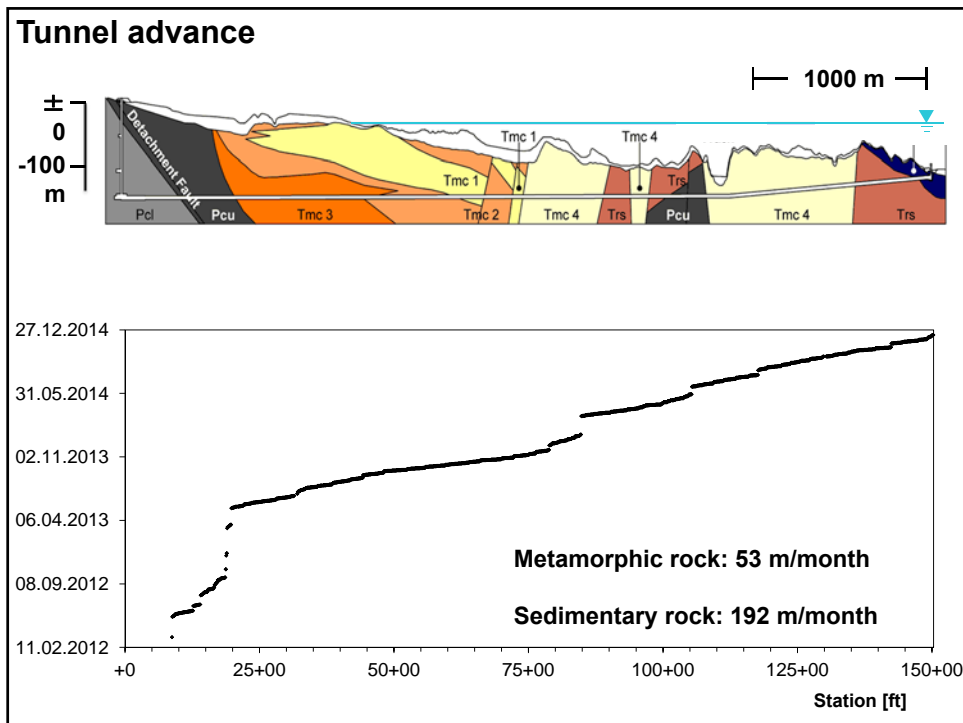 Tunnel advance
1000 m
±
0
-100
m
Detachment Fault
Tmc 1
Tmc 4
Tmc 1
Trs
Pcl
Pcu
Tmc 3
Tmc 2
Tmc 4
Trs
Pcu
Tmc 4
Trs
27.12.2014
31.05.2014
02.11.2013
06.04.2013
08.09.2012
11.02.2012
Metamorphic rock: 53 m/month
Sedimentary rock: 192 m/month
+0
25+00
50+00
75+00
100+00
125+00
150+00
Station [ft]